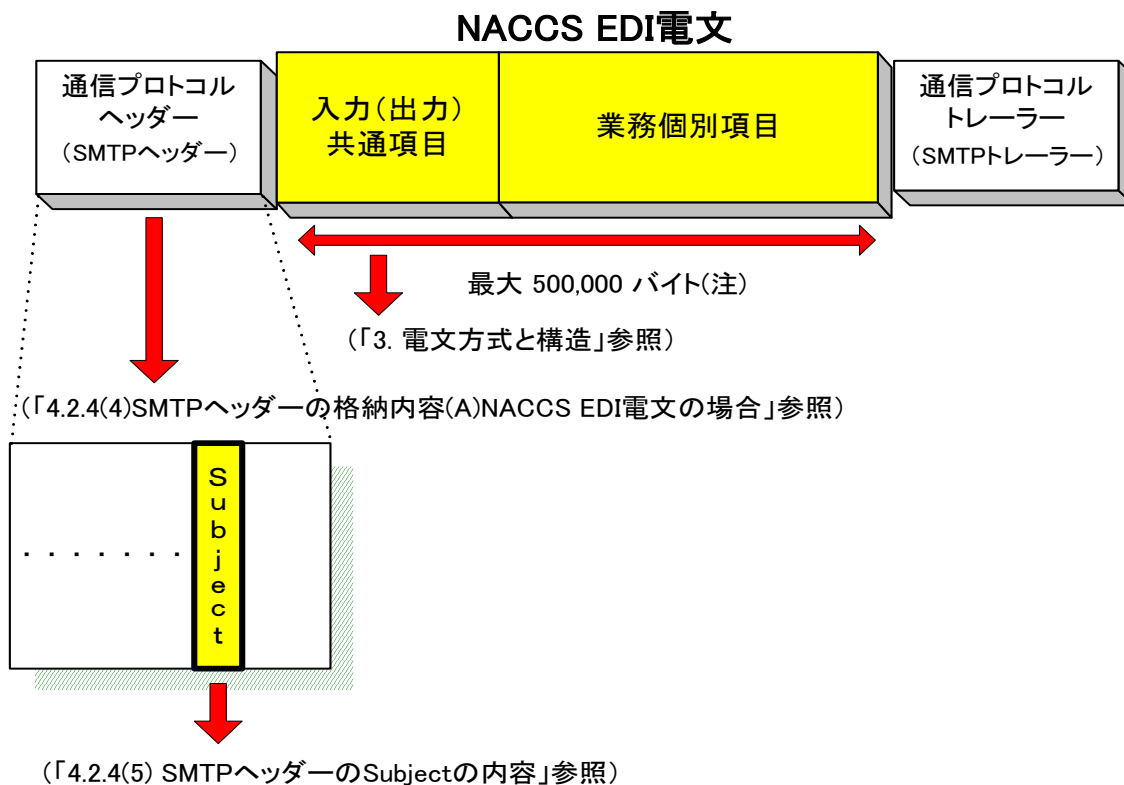 NACCS EDI電文
通信プロトコル
ヘッダー
（SMTPヘッダー）
入力（出力）
共通項目
業務個別項目
通信プロトコル
トレーラー
（SMTPトレーラー）
最大 500,000 バイト(注)
（「3. 電文方式と構造」参照）
（「4.2.4(4)SMTPヘッダーの格納内容(A)NACCS EDI電文の場合」参照）
・・・・・・・
Subject
（「4.2.4(5) SMTPヘッダーのSubjectの内容」参照）